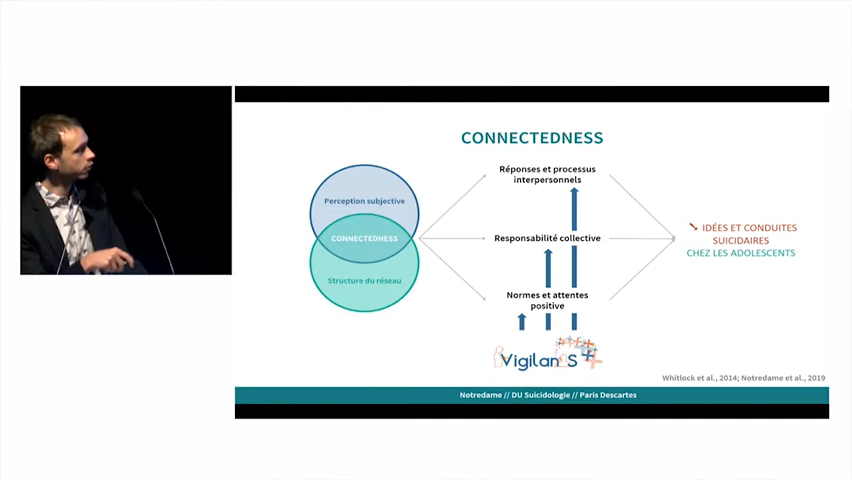 CONNECTEDNESS
Réponses et processus
interpersonnels
Perception subjective
IDÉES ET CONDUITES
SUICIDAIRES
CHEZ LES ADOLESCENTS
CONNECTEDNESS
Responsabilité collective
Structure du réseau
Normes et attentes
positive
VigilanS
Whitlock et al., 2014; Notredame et al., 2019
Notredame // DU Suicidologie // Paris Descartes